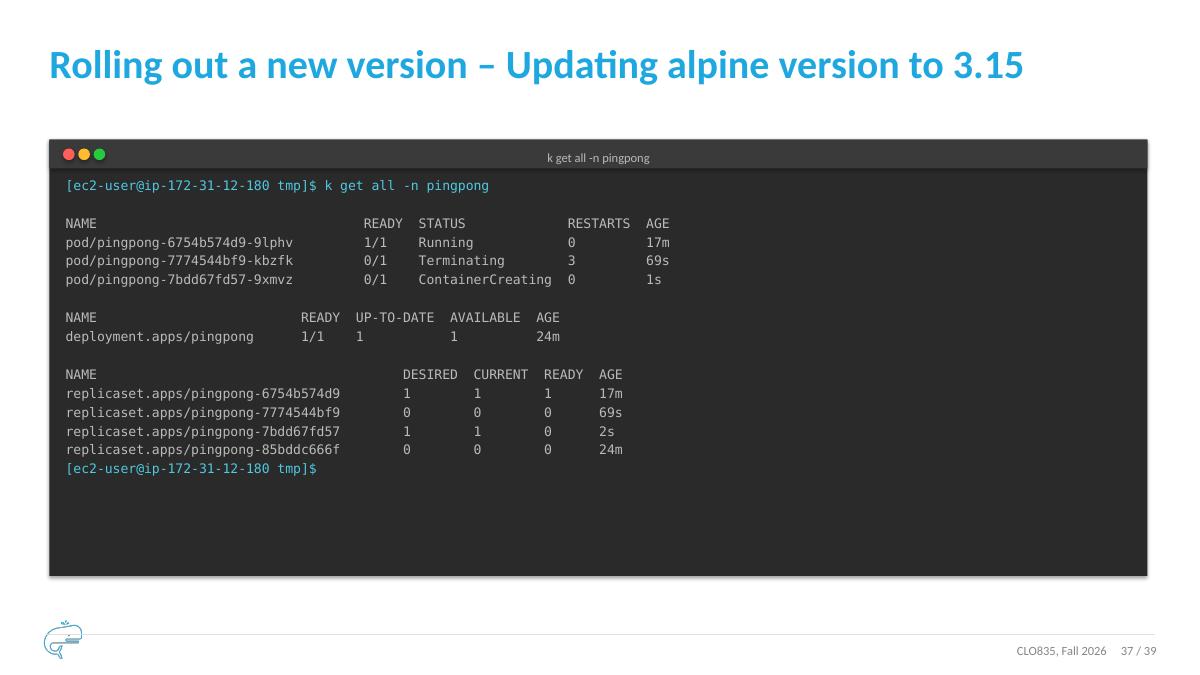 Rolling out a new version – Updating alpine version to 3.15
k get all -n pingpong
[ec2-user@ip-172-31-12-180 tmp]$ k get all -n pingpong
NAME READY STATUS RESTARTS AGE
pod/pingpong-6754b574d9-9lphv 1/1 Running 0 17m
pod/pingpong-7774544bf9-kbzfk 0/1 Terminating 3 69s
pod/pingpong-7bdd67fd57-9xmvz 0/1 ContainerCreating 0 1s
NAME READY UP-TO-DATE AVAILABLE AGE
deployment.apps/pingpong 1/1 1 1 24m
NAME DESIRED CURRENT READY AGE
replicaset.apps/pingpong-6754b574d9 1 1 1 17m
replicaset.apps/pingpong-7774544bf9 0 0 0 69s
replicaset.apps/pingpong-7bdd67fd57 1 1 0 2s
replicaset.apps/pingpong-85bddc666f 0 0 0 24m
[ec2-user@ip-172-31-12-180 tmp]$
CLO835, Fall 2026 37 / 39